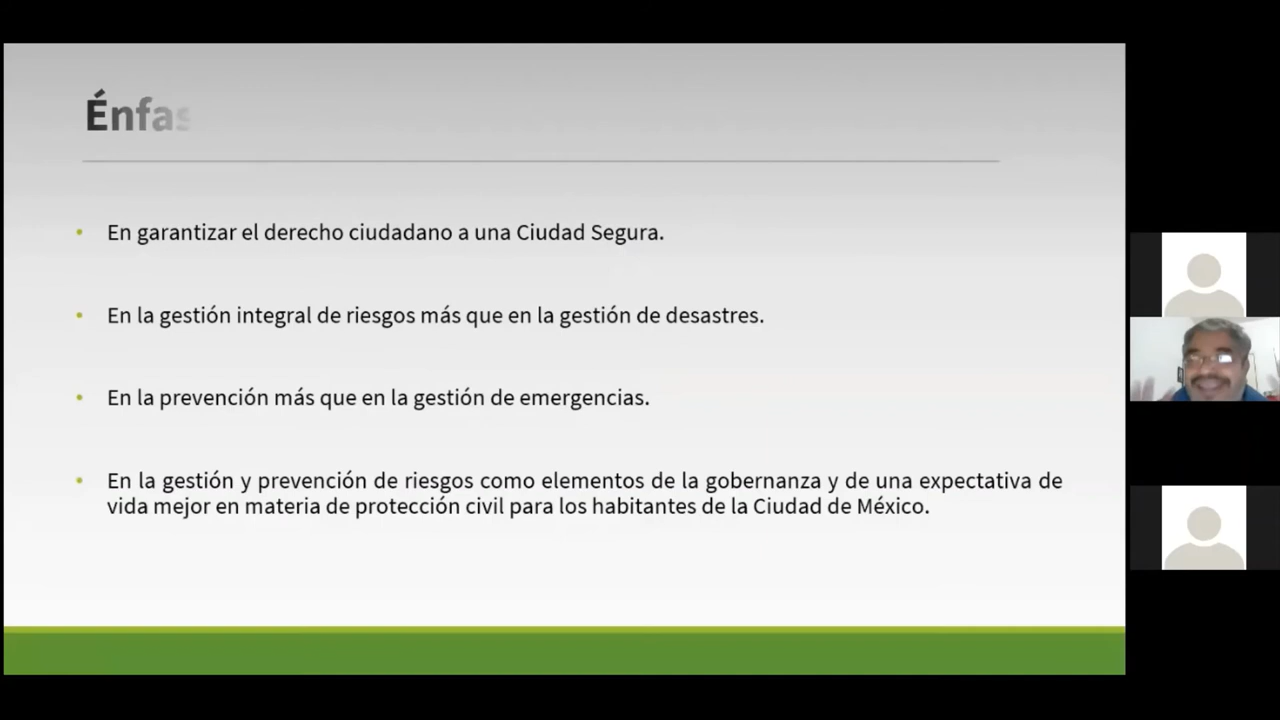 Énfas
• En garantizar el derecho ciudadano a una Ciudad Segura.
• En la gestión integral de riesgos más que en la gestión de desastres.
• En la prevención más que en la gestión de emergencias.
• En la gestión y prevención de riesgos como elementos de la gobernanza y de una expectativa de
vida mejor en materia de protección civil para los habitantes de la Ciudad de México.